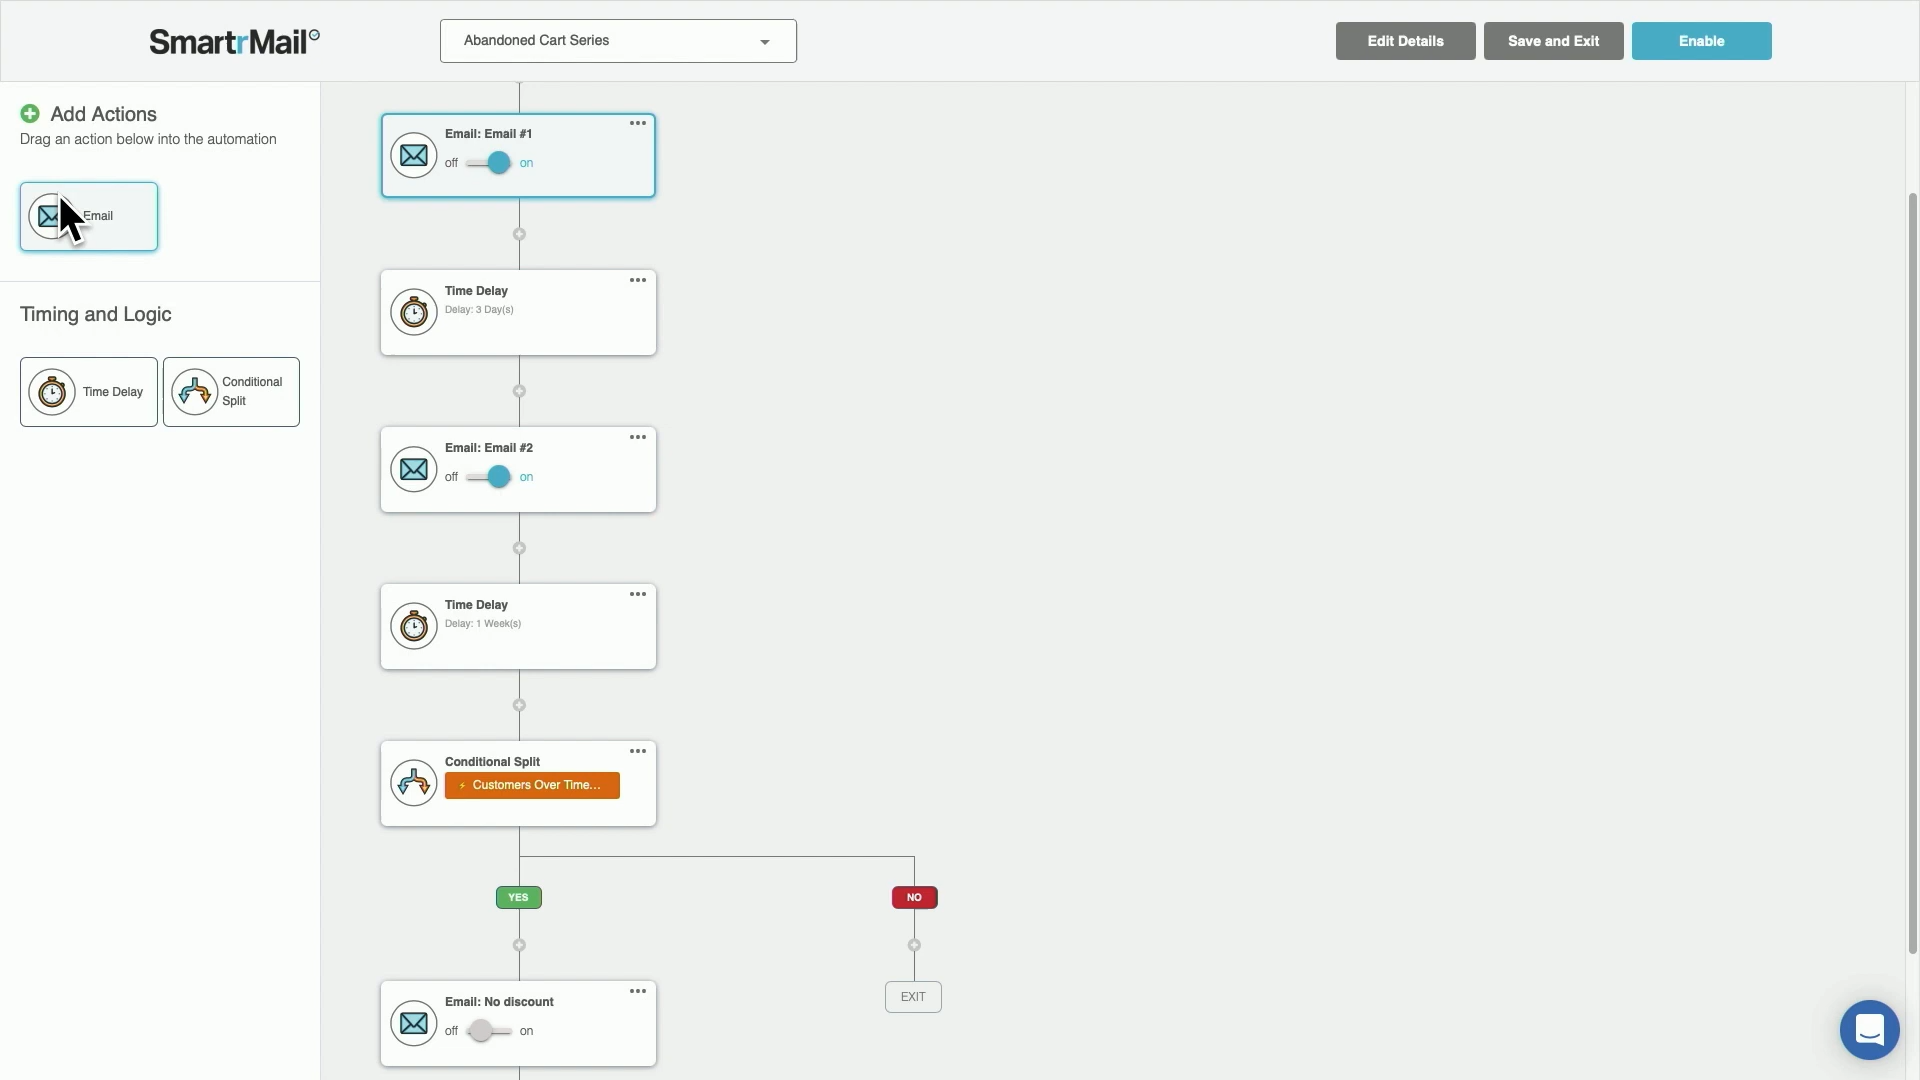 SmartrMail
Abandoned Cart Series
Edit Details
Save and Exit
Enable
Add Actions
Drag an action below into the automation
Email
Timing and Logic
Time Delay
Conditional
Split
Email: Email #1
off on
Time Delay
Delay: 3 Day(s)
Email: Email #2
off on
Time Delay
Delay: 1 Week(s)
Conditional Split
Customers Over Time...
YES
NO
EXIT
Email: No discount
off on